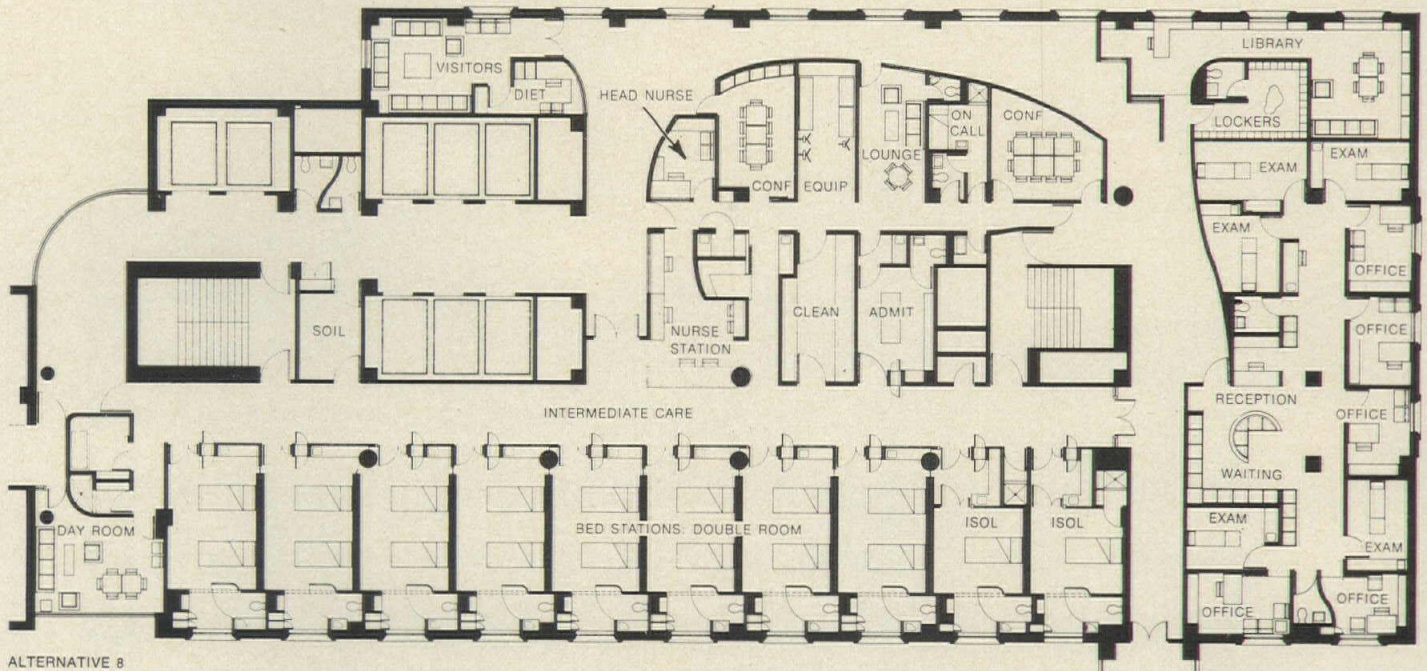 LIBRARY
VISITORS
DIET
HEAD NURSE
ON
CALL
CONF
LOCKERS
LOUNGE
EXAM
EXAM
CONF
EQUIP
EXAM
OFFICE
SOIL
NURSE
STATION
CLEAN
ADMIT
OFFICE
INTERMEDIATE CARE
RECEPTION
OFFICE
WAITING
DAY ROOM
BED STATIONS: DOUBLE ROOM
ISOL
ISOL
EXAM
EXAM
OFFICE
OFFICE
ALTERNATIVE 8